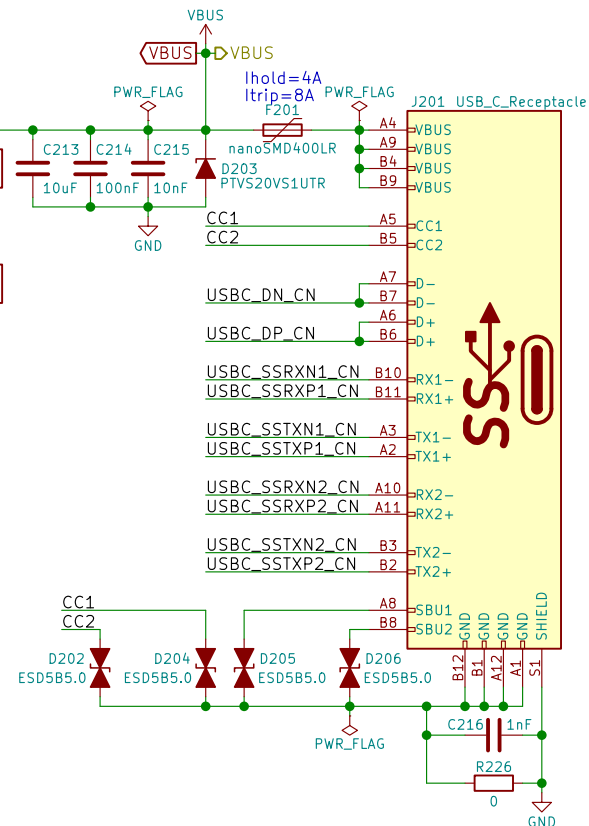 VBUS
VBUS
VBUS
Ihold=4A
Itrip=8A
PWR_FLAG
PWR_FLAG
F201
nanoSMD400LR
J201 USB_C_Receptacle
C213
10uF
C214
100nF
C215
10nF
D203
PTVS20VS1UTR
GND
A4 VBUS
A9 VBUS
B4 VBUS
B9 VBUS
CC1 A5 CC1
CC2 B5 CC2
A7 D-
USBC_DN_CN B7 D-
A6 D+
USBC_DP_CN B6 D+
USBC_SSRXN1_CN B10 RX1-
USBC_SSRXP1_CN B11 RX1+
USBC_SSTXN1_CN A3 TX1-
USBC_SSTXP1_CN A2 TX1+
USBC_SSRXN2_CN A10 RX2-
USBC_SSRXP2_CN A11 RX2+
USBC_SSTXN2_CN B3 TX2-
USBC_SSTXP2_CN B2 TX2+
SS
A8 SBU1
B8 SBU2
CC1
CC2
D202
ESD5B5.0
D204
ESD5B5.0
D205
ESD5B5.0
D206
ESD5B5.0
GND
GND
GND
GND
SHIELD
B12
B1
A12
A1
S1
PWR_FLAG
C216 1nF
R226
0
GND